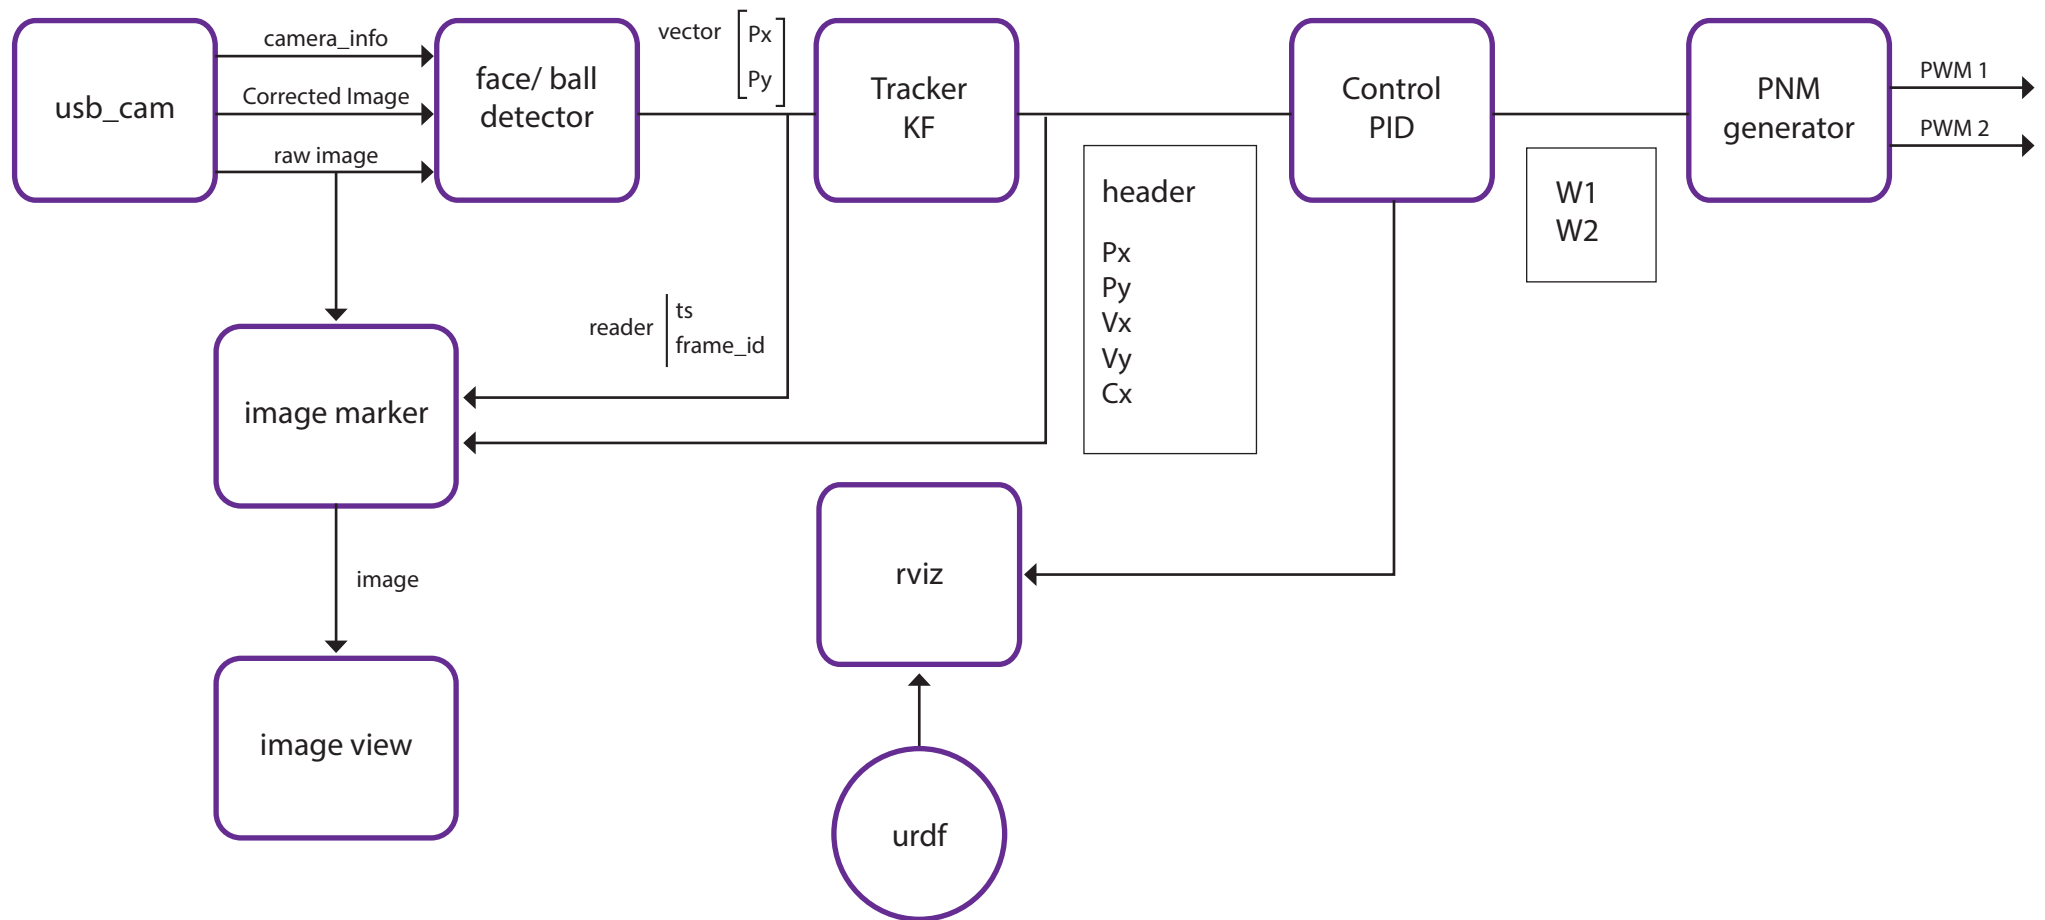 usb_cam
camera_info
Corrected Image
raw image
face/ ball
detector
vector
Px
Py
Tracker
KF
Control
PID
PNM
generator
PWM 1
PWM 2
header
Px
Py
Vx
Vy
Cx
W1
W2
reader
ts
frame_id
image marker
image
image view
rviz
urdf